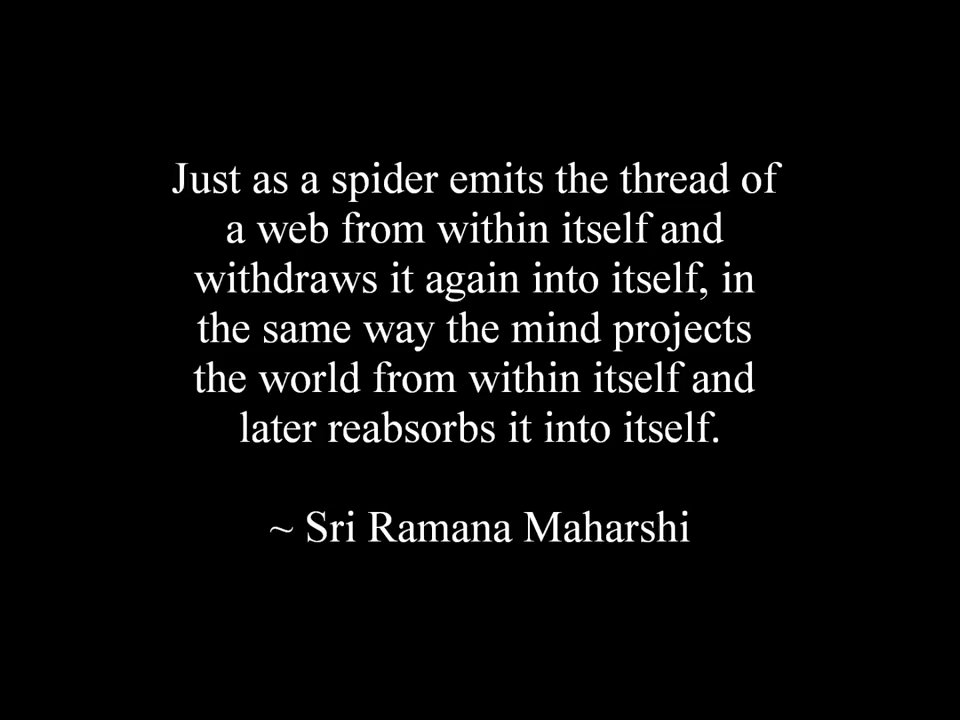 Just as a spider emits the thread of
a web from within itself and
withdraws it again into itself, in
the same way the mind projects
the world from within itself and
later reabsorbs it into itself.
~ Sri Ramana Maharshi